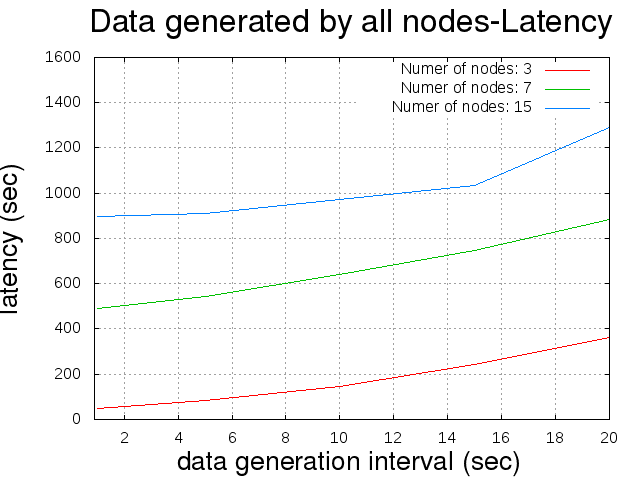 Data generated by all nodes-Latency
1600
1400
1200
1000
800
600
400
200
0
latency (sec)
Numer of nodes: 3
Numer of nodes: 7
Numer of nodes: 15
2 4 6 8 10 12 14 16 18 20
data generation interval (sec)